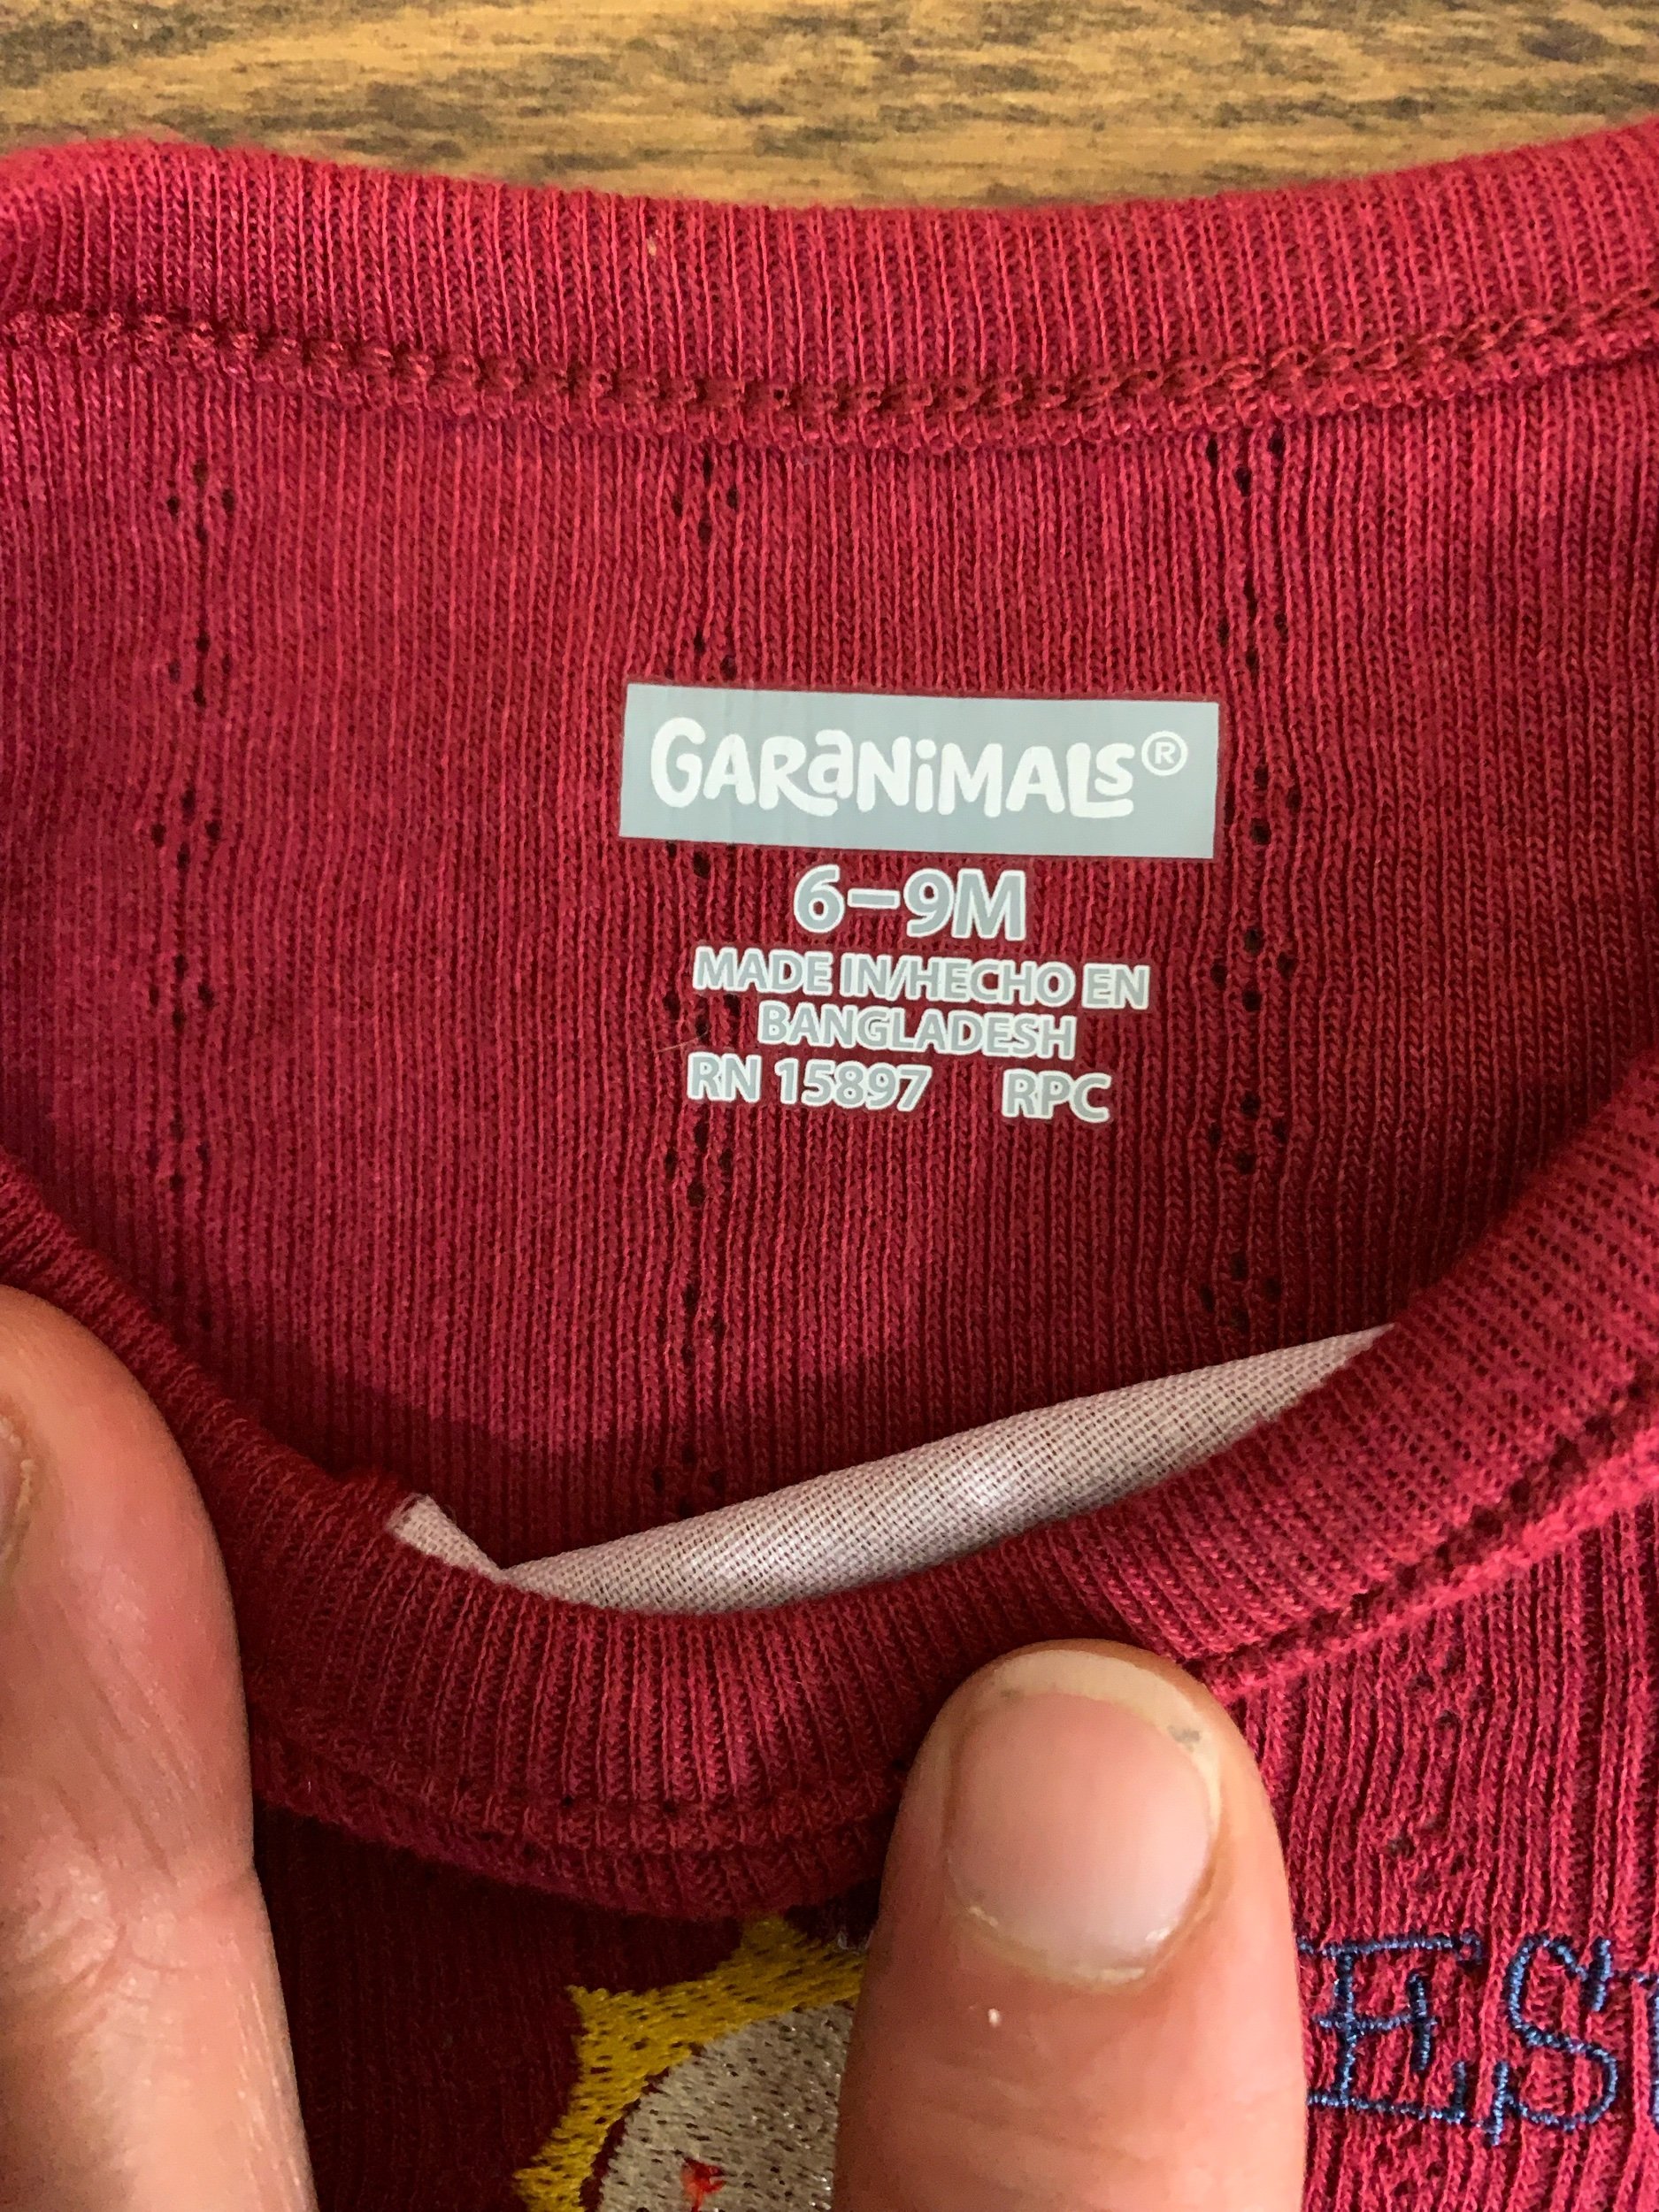 GARaNiMALs®
6-9M
MADE IN/HECHO EN
BANGLADESH
RN 15897 RPC